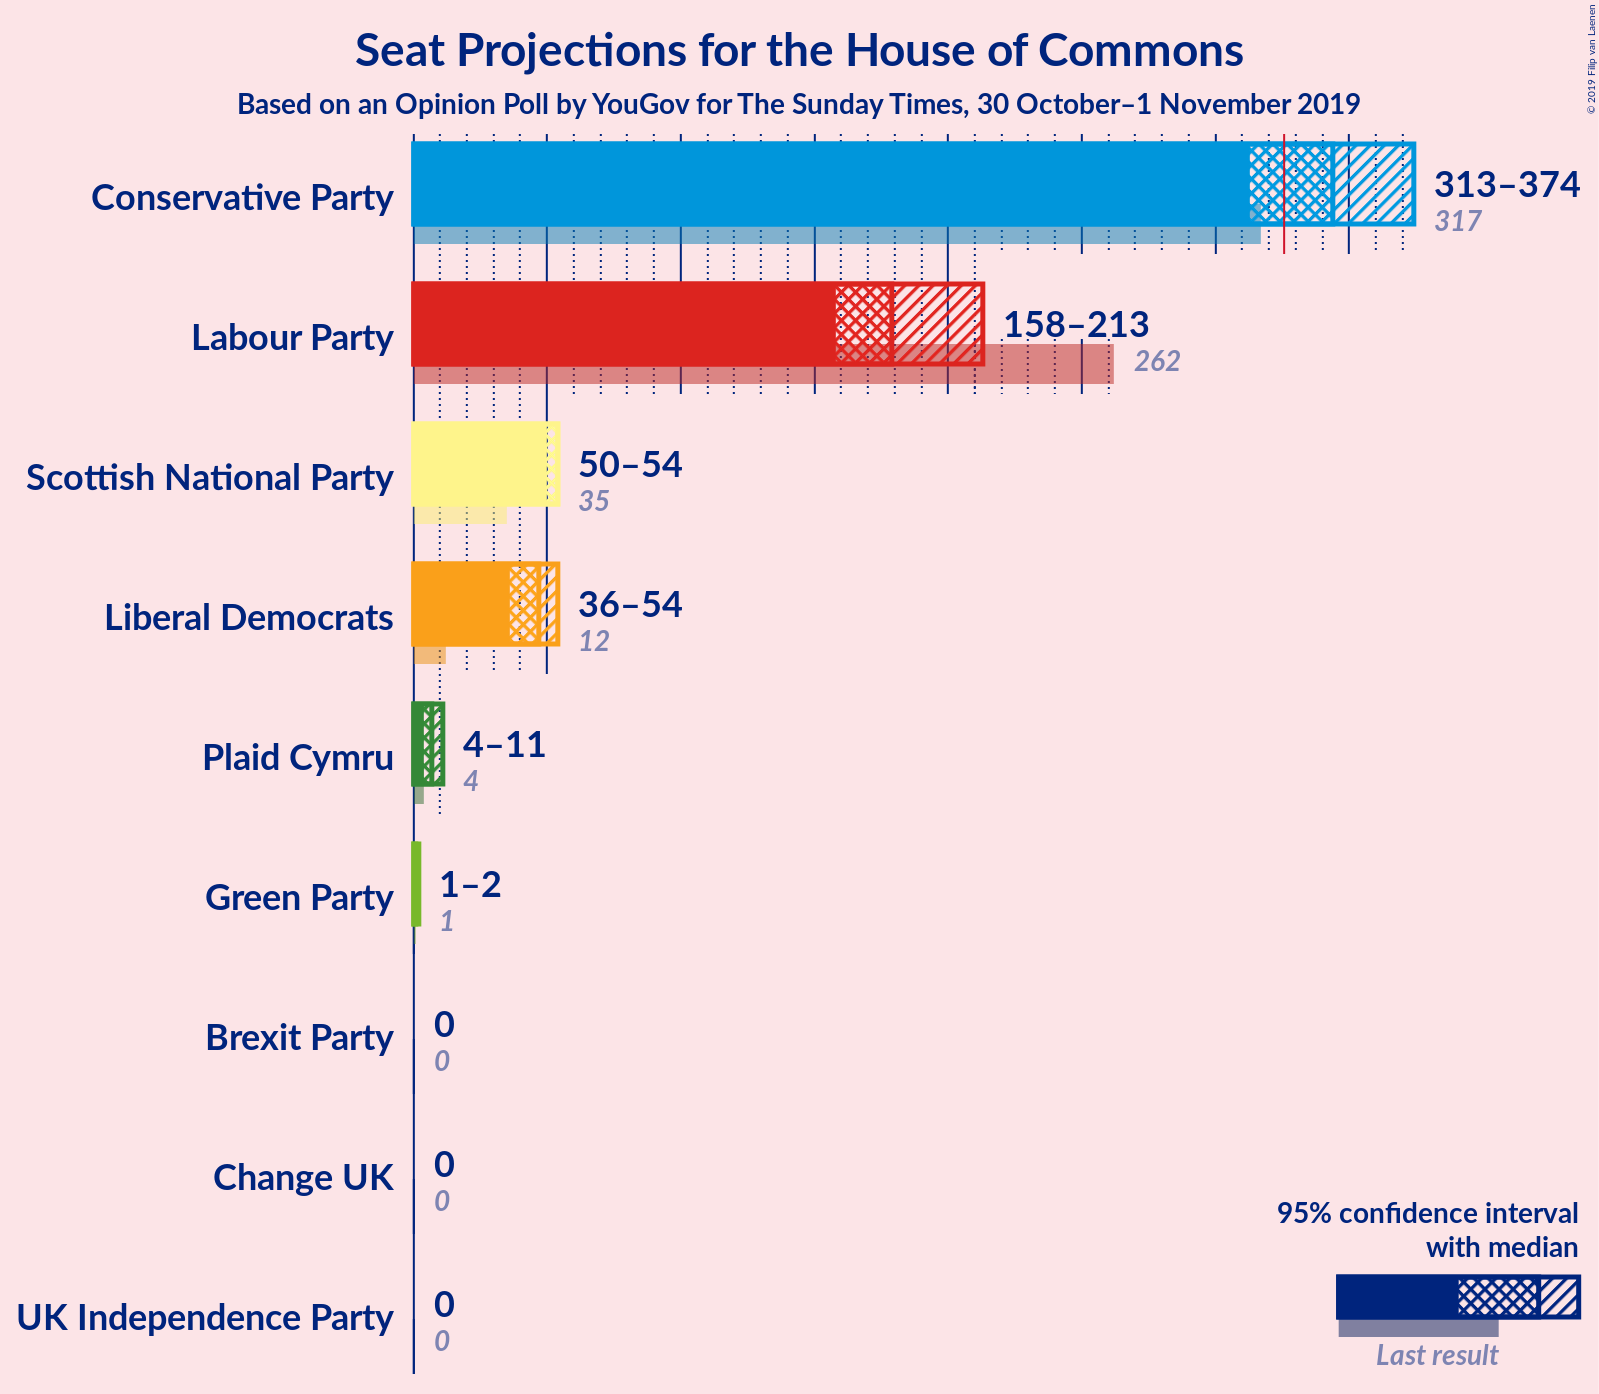 Seat Projections for the House of Commons
Based on an Opinion Poll by YouGov for The Sunday Times, 30 October–1 November 2019
© 2019 Filip van Laenen
Conservative Party
313–374
317
Labour Party
158–213
262
Scottish National Party
50–54
35
Liberal Democrats
36–54
12
Plaid Cymru
4–11
4
Green Party
1–2
1
Brexit Party
0
0
Change UK
0
0
UK Independence Party
0
0
95% confidence interval
with median
Last result